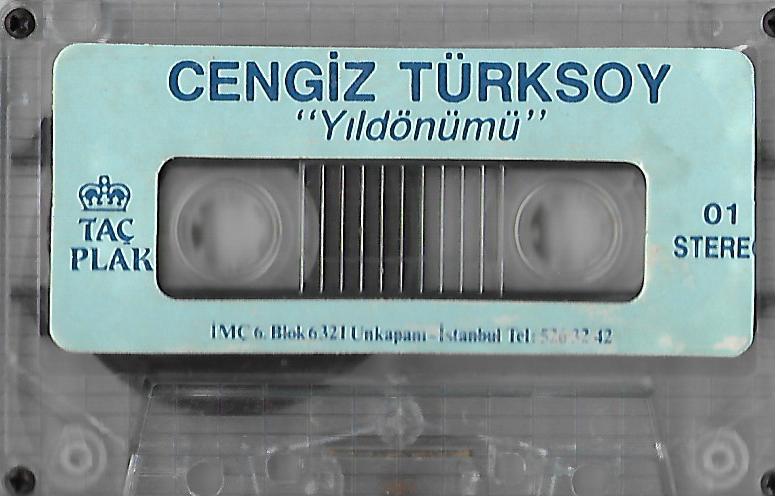 CENGİZ TÜRKSOY
“Yıldönümü”
TAÇ
PLAK
01
STERE
İMÇ 6. Blok 6321 Unkapanı - İstanbul Tel: 526 32 42